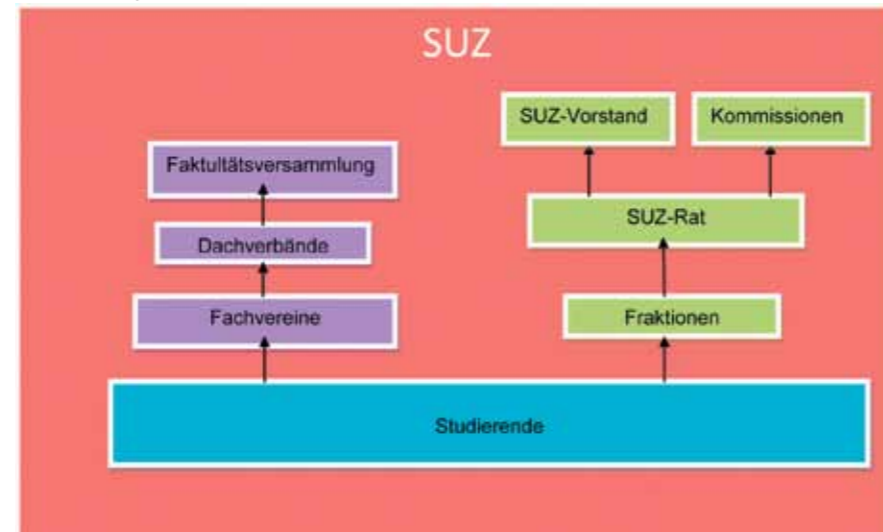 SUZ
SUZ-Vorstand
Kommissionen
Faktultätsversammlung
SUZ-Rat
Dachverbände
Fachvereine
Fraktionen
Studierende